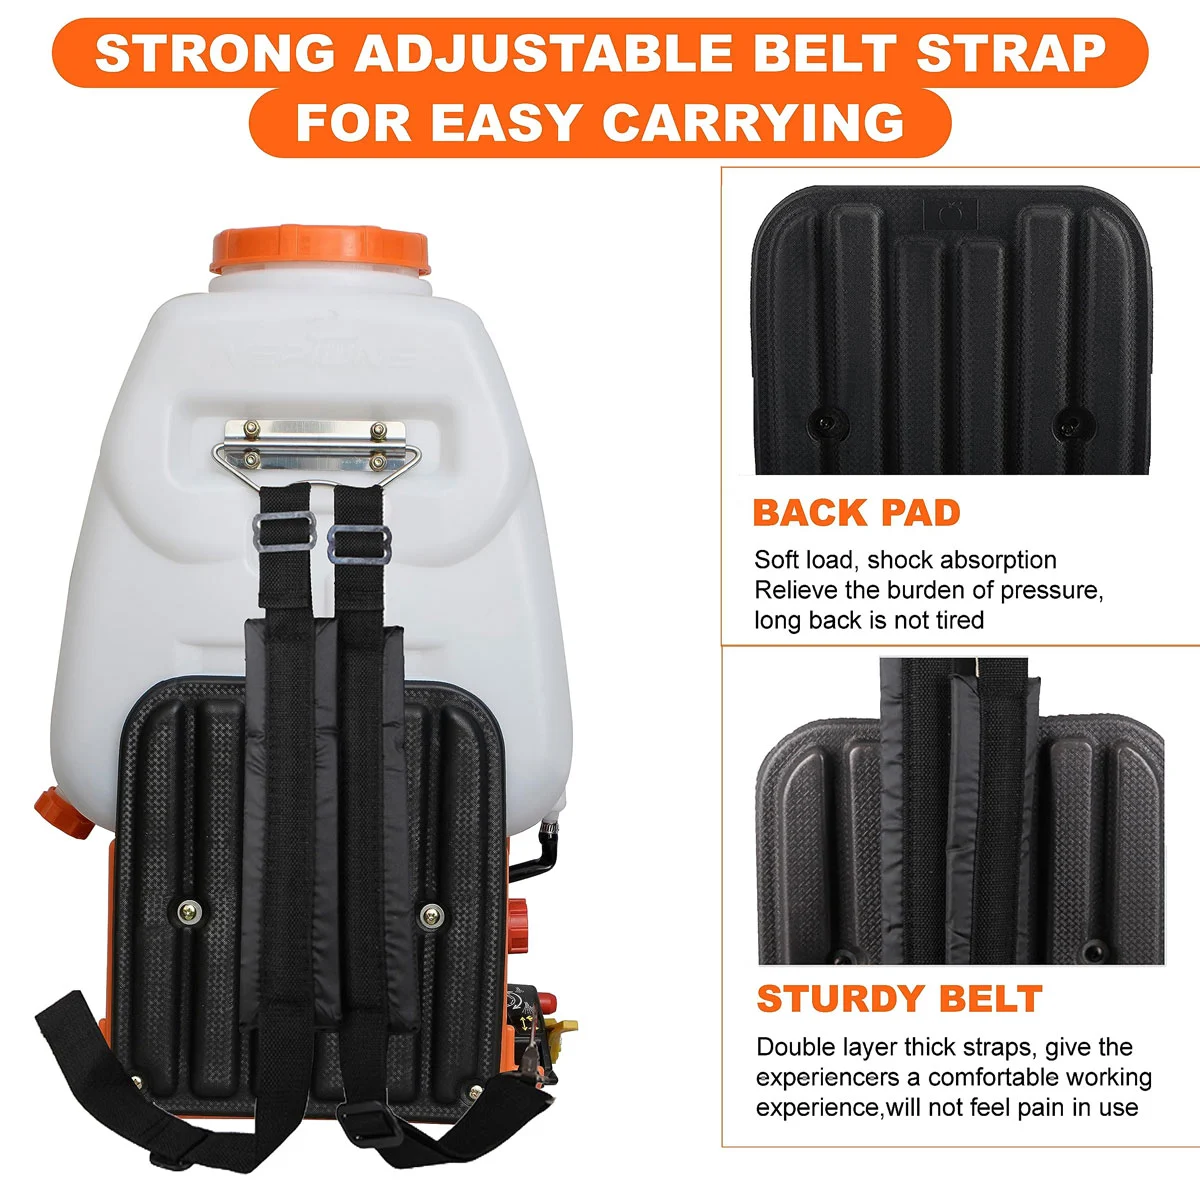 STRONG ADJUSTABLE BELT STRAP
FOR EASY CARRYING
NEPTUNE
BACK PAD
Soft load, shock absorption
Relieve the burden of pressure,
long back is not tired
STURDY BELT
Double layer thick straps, give the
experiencers a comfortable working
experience,will not feel pain in use